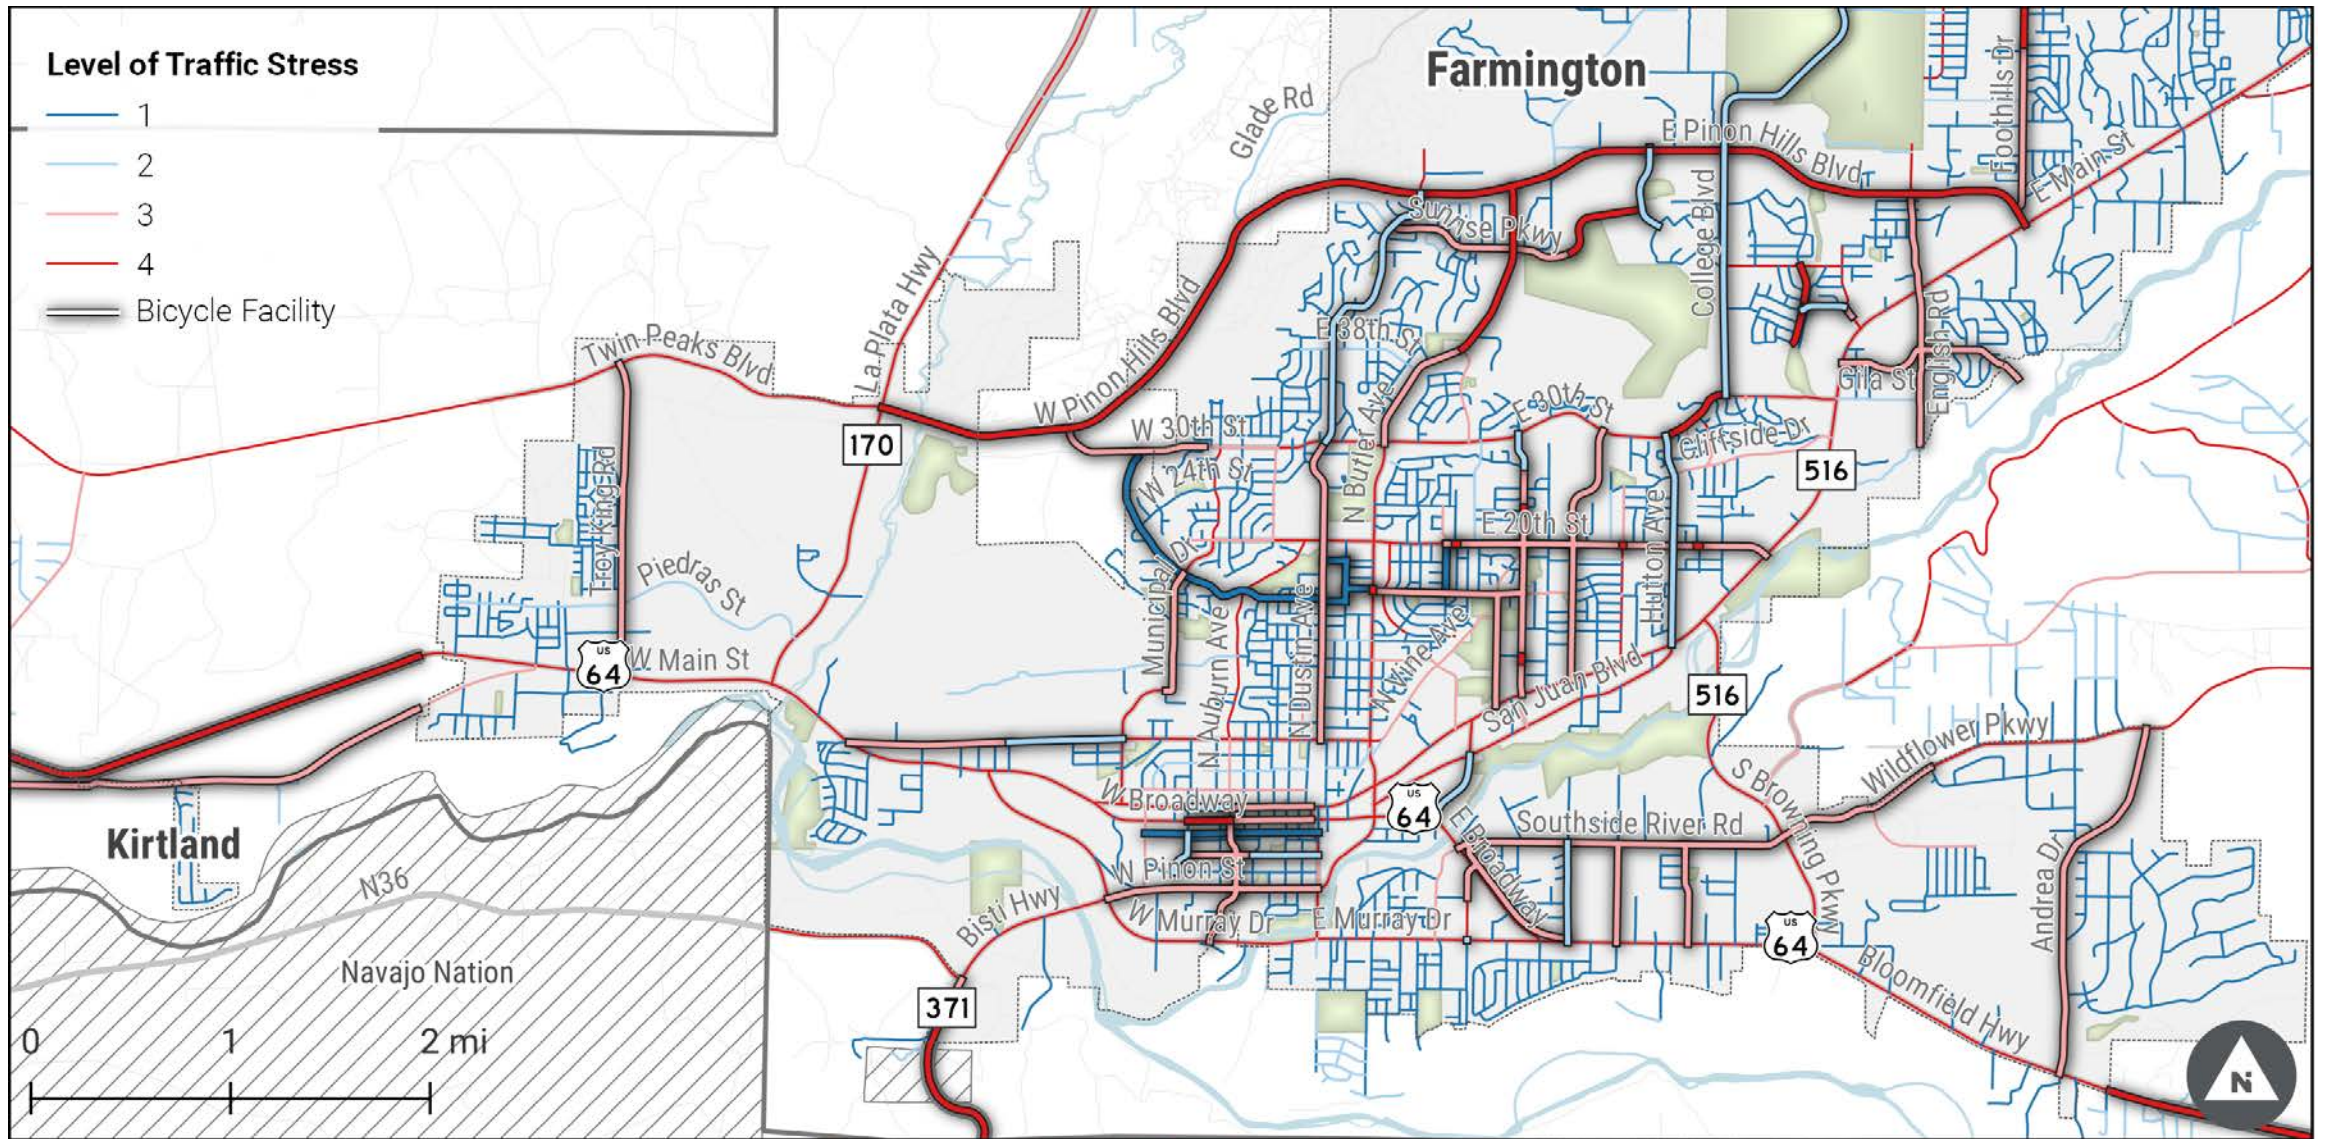 Level of Traffic Stress
1
2
3
4
Bicycle Facility
Farmington
Glade Rd
E Pinon Hills Blvd
Foothills Dr
E Main St
College Blvd
Sunrise Pkwy
La Plata Hwy
W Pinon Hills Blvd
Twin Peaks Blvd
E 38th St
English Rd
Gila St
W 30th St
E 30th St
Cliffside Dr
170
516
N Butler Ave
W 24th St
Troy King Rd
E 20th St
Hutton Ave
Piedras St
Municipal Dr
N Auburn Ave
N Dustin Ave
N Vine Ave
US
64
W Main St
San Juan Blvd
516
Wildflower Pkwy
S Browning Pkwy
W Broadway
US
64
E Broadway
Southside River Rd
Kirtland
N36
W Pinon St
Andrea Dr
Bisti Hwy
W Murray Dr
E Murray Dr
US
64
Navajo Nation
371
Bloomfield Hwy
0 1 2 mi
N